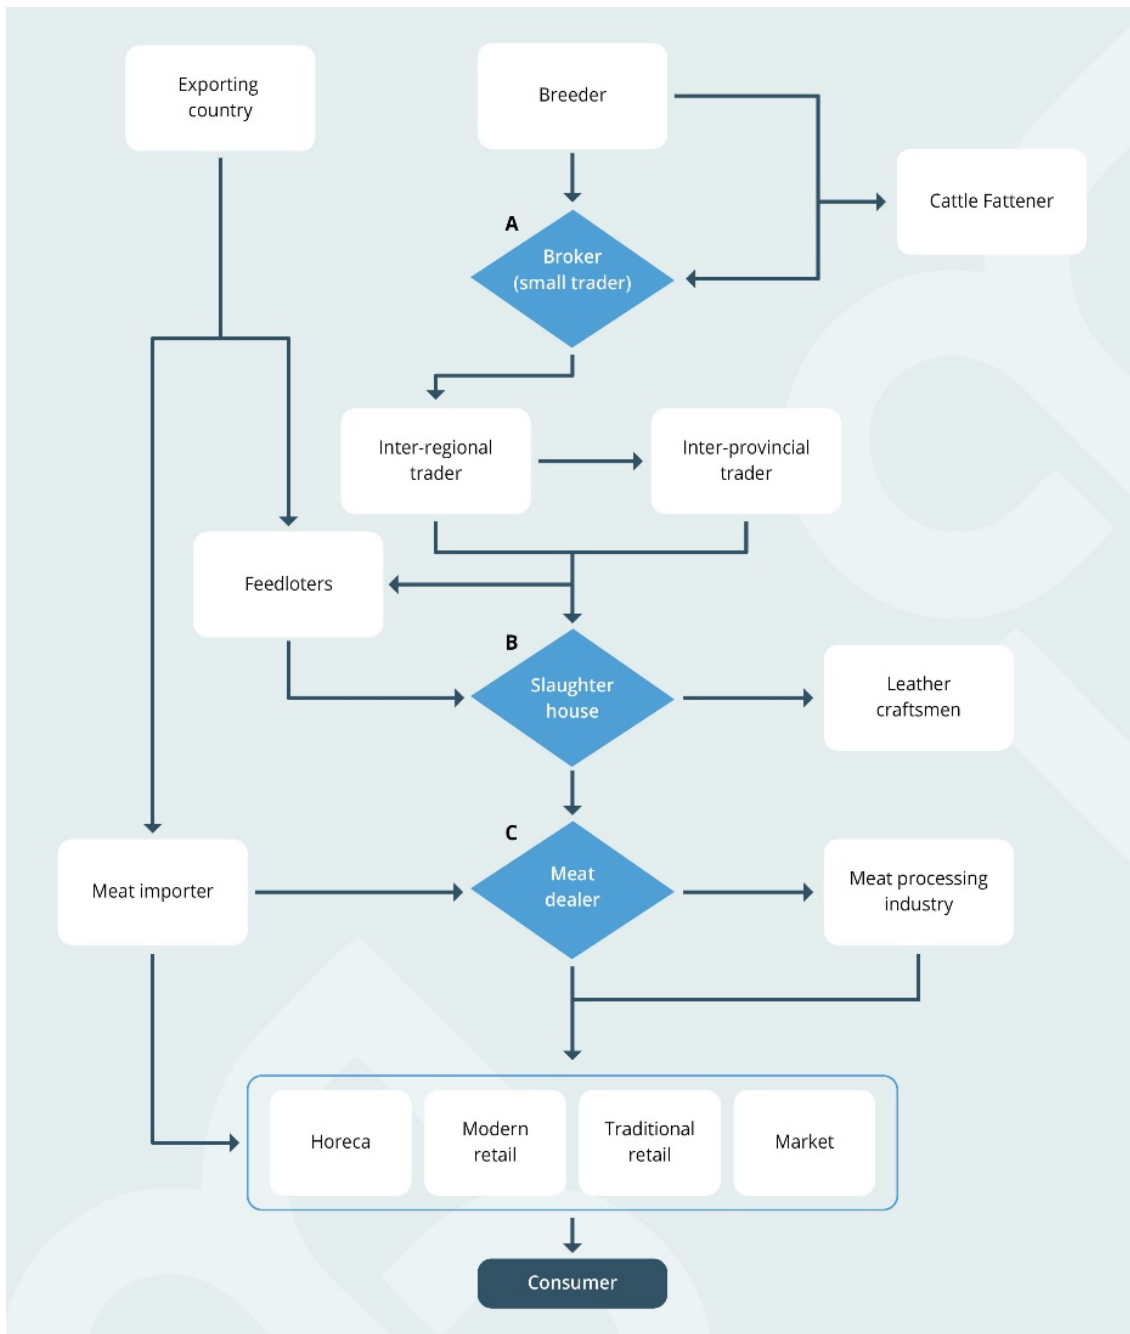 Exporting
country
Breeder
Cattle Fattener
A
Broker
(small trader)
Inter-regional
trader
Inter-provincial
trader
Feedloters
B
Slaughter
house
Leather
craftsmen
C
Meat importer
Meat
dealer
Meat processing
industry
Horeca
Modern
retail
Traditional
retail
Market
Consumer